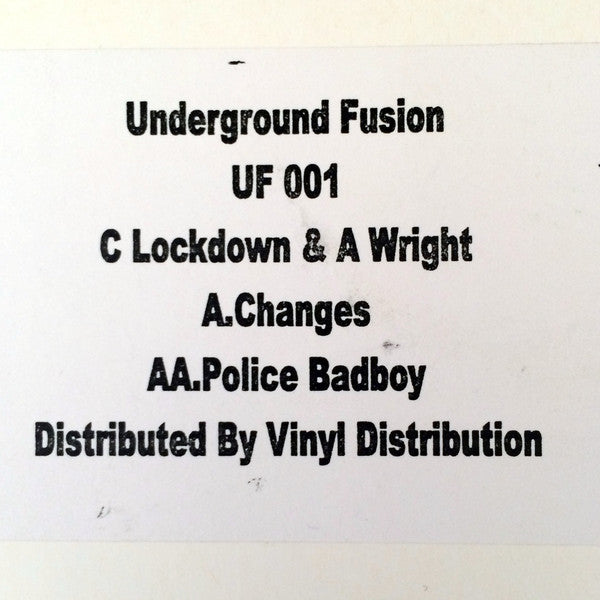 Underground Fusion
UF 001
C Lockdown & A Wright
A.Changes
AA.Police Badboy
Distributed By Vinyl Distribution